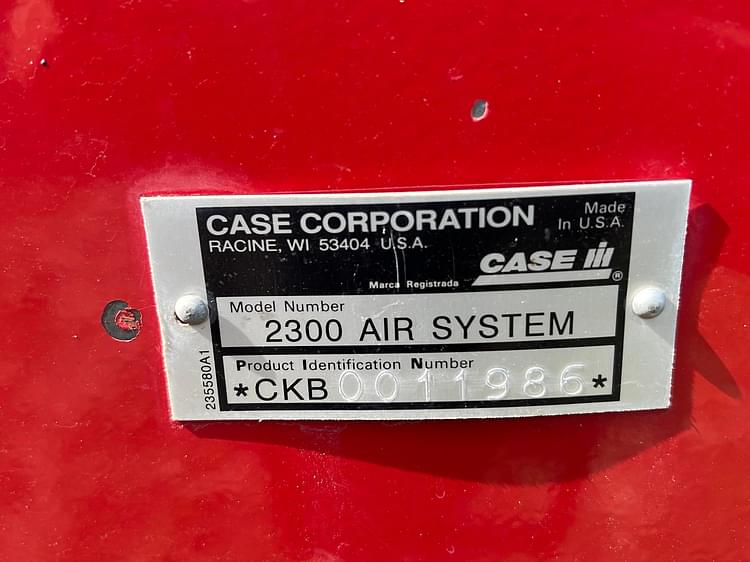 CASE CORPORATION
RACINE, WI 53404 U.S.A.
Made
In U.S.A.
CASE III
®
Marca Registrada
Model Number
2300 AIR SYSTEM
Product Identification Number
*CKB0011986*
235580A1